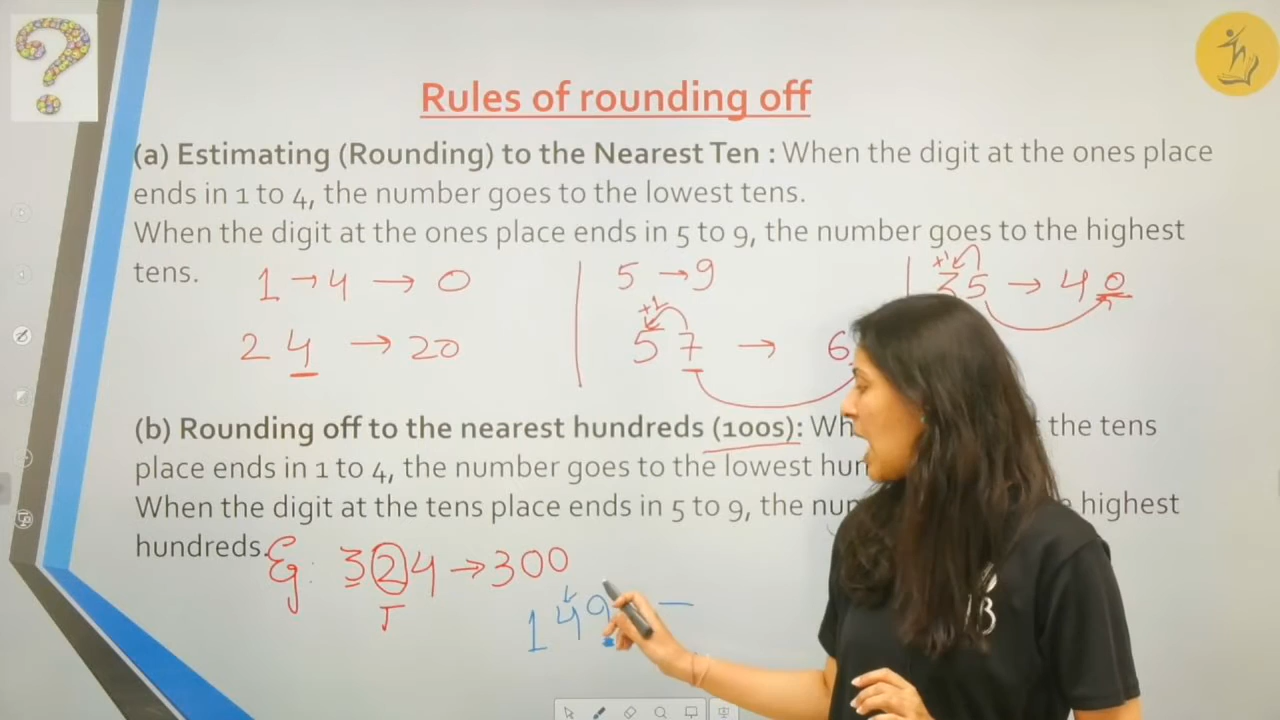 Rules of rounding off
(a) Estimating (Rounding) to the Nearest Ten : When the digit at the ones place
ends in 1 to 4, the number goes to the lowest tens.
When the digit at the ones place ends in 5 to 9, the number goes to the highest
tens.
1 → 4 → 0
5 → 9
+1
35 → 40
24 → 20
+1
57 → 6
(b) Rounding off to the nearest hundreds (100s): Wh the tens
place ends in 1 to 4, the number goes to the lowest hun
When the digit at the tens place ends in 5 to 9, the nu highest
hundreds.
Eg: 324 → 300
T
149 —